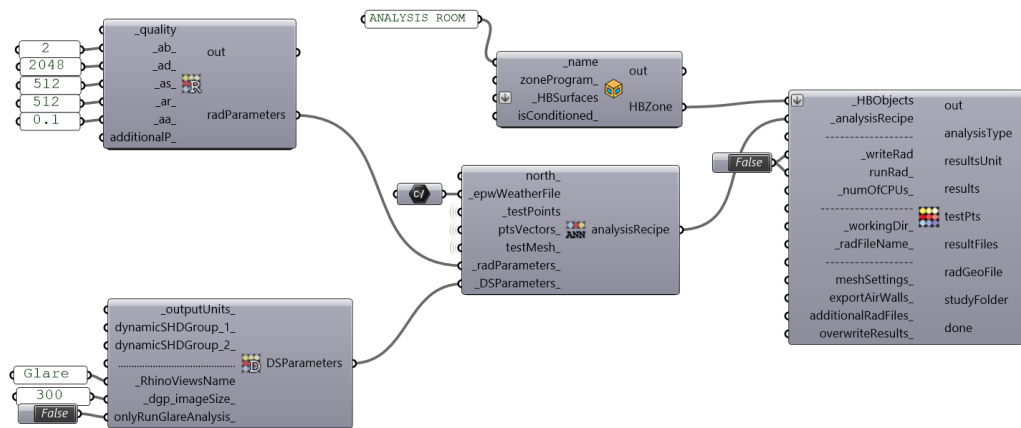 _quality
_ab_
_ad_
_as_
_ar_
_aa_
additionalP_
2
2048
512
512
0.1
out
R
radParameters
ANALYSIS ROOM
_name
zoneProgram_
_HBSurfaces
isConditioned_
out
HBZone
north_
_epwWeatherFile
_testPoints
ptsVectors_
testMesh_
_radParameters_
_DSParameters_
C:/
ANN
analysisRecipe
_outputUnits_
dynamicSHDGroup_1_
dynamicSHDGroup_2_
_RhinoViewsName
_dgp_imageSize_
onlyRunGlareAnalysis_
Glare
300
False
D
DSParameters
_HBObjects
_analysisRecipe
_writeRad
runRad_
_numOfCPUs_
_workingDir_
_radFileName_
meshSettings_
exportAirWalls_
additionalRadFiles_
overwriteResults_
False
out
analysisType
resultsUnit
results
testPts
resultFiles
radGeoFile
studyFolder
done